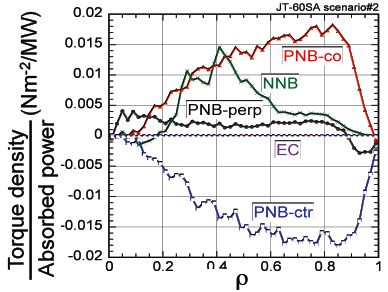 JT-60SA scenario#2
Torque density
Absorbed power
(Nm-2/MW)
0.02
0.015
0.01
0.005
0
-0.005
-0.01
-0.015
-0.02
PNB-co
NNB
PNB-perp
EC
PNB-ctr
0 0.2 0.4 0.6 0.8 1
ρ